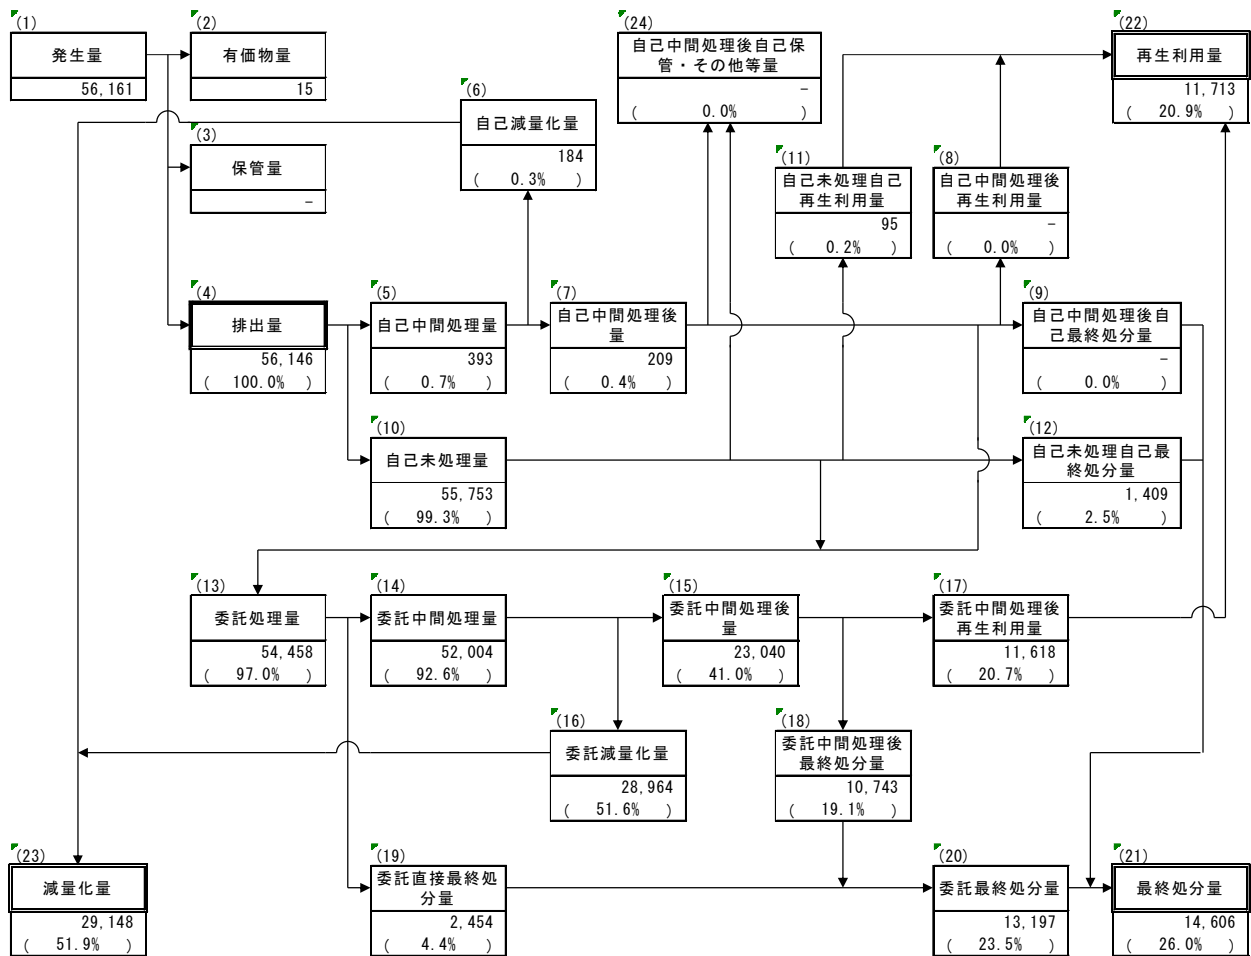 (1)
発生量
56,161
(2)
有価物量
15
(24)
自己中間処理後自己保
管・その他等量
－
( 0.0% )
(22)
再生利用量
11,713
( 20.9% )
(6)
自己減量化量
184
( 0.3% )
(3)
保管量
－
(11)
自己未処理自己
再生利用量
95
( 0.2% )
(8)
自己中間処理後
再生利用量
－
( 0.0% )
(4)
排出量
56,146
( 100.0% )
(5)
自己中間処理量
393
( 0.7% )
(7)
自己中間処理後
量
209
( 0.4% )
(9)
自己中間処理後自
己最終処分量
－
( 0.0% )
(10)
自己未処理量
55,753
( 99.3% )
(12)
自己未処理自己最
終処分量
1,409
( 2.5% )
(13)
委託処理量
54,458
( 97.0% )
(14)
委託中間処理量
52,004
( 92.6% )
(15)
委託中間処理後
量
23,040
( 41.0% )
(17)
委託中間処理後
再生利用量
11,618
( 20.7% )
(16)
委託減量化量
28,964
( 51.6% )
(18)
委託中間処理後
最終処分量
10,743
( 19.1% )
(23)
減量化量
29,148
( 51.9% )
(19)
委託直接最終処
分量
2,454
( 4.4% )
(20)
委託最終処分量
13,197
( 23.5% )
(21)
最終処分量
14,606
( 26.0% )